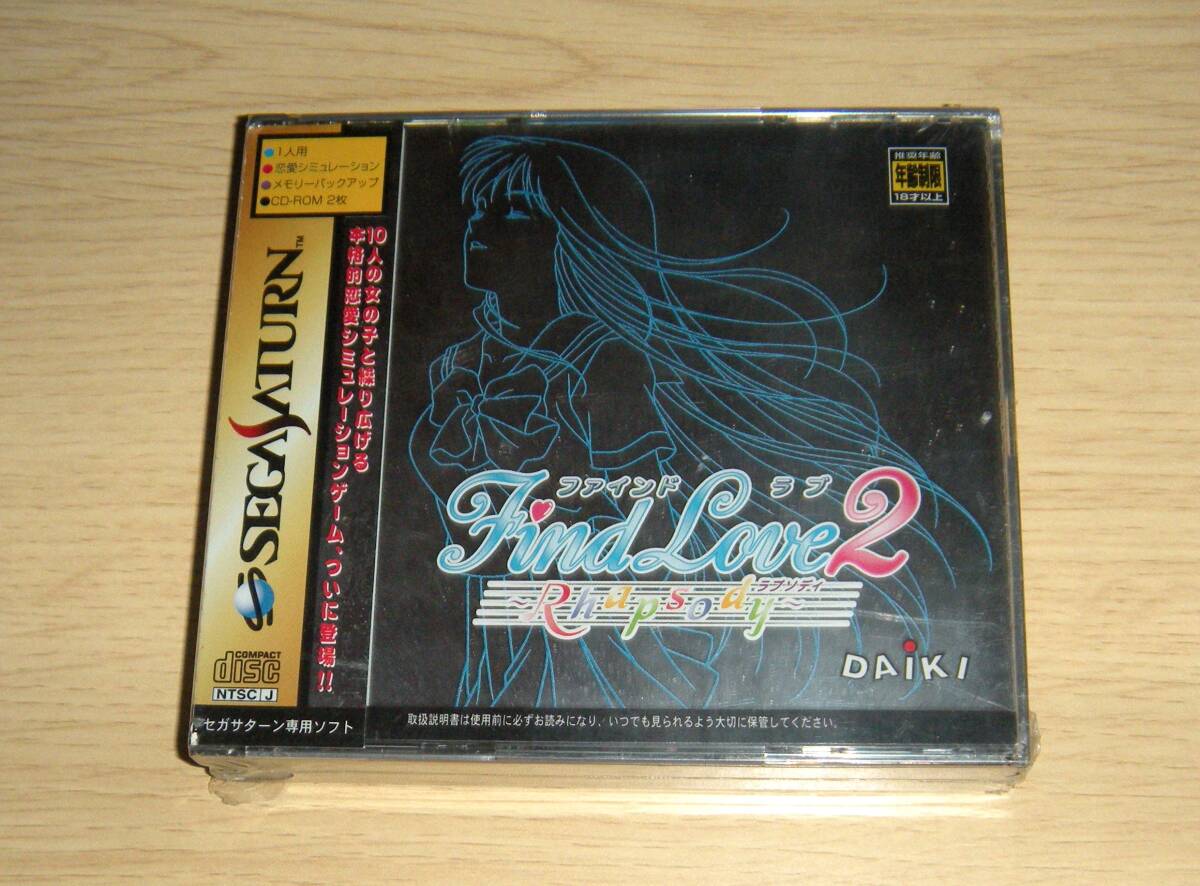 1人用
恋愛シミュレーション
メモリーバックアップ
CD-ROM 2枚
SEGA SATURN™
10人の女の子と繰り広げる
本格的恋愛シミュレーションゲーム、ついに登場!!
COMPACT
disc
NTSC J
セガサターン専用ソフト
推奨年齢
年齢制限
18才以上
ファインド ラブ
Find Love 2
ラプソディ
~Rhapsody~
DAiKI
取扱説明書は使用前に必ずお読みになり、いつでも見られるよう大切に保管してください。